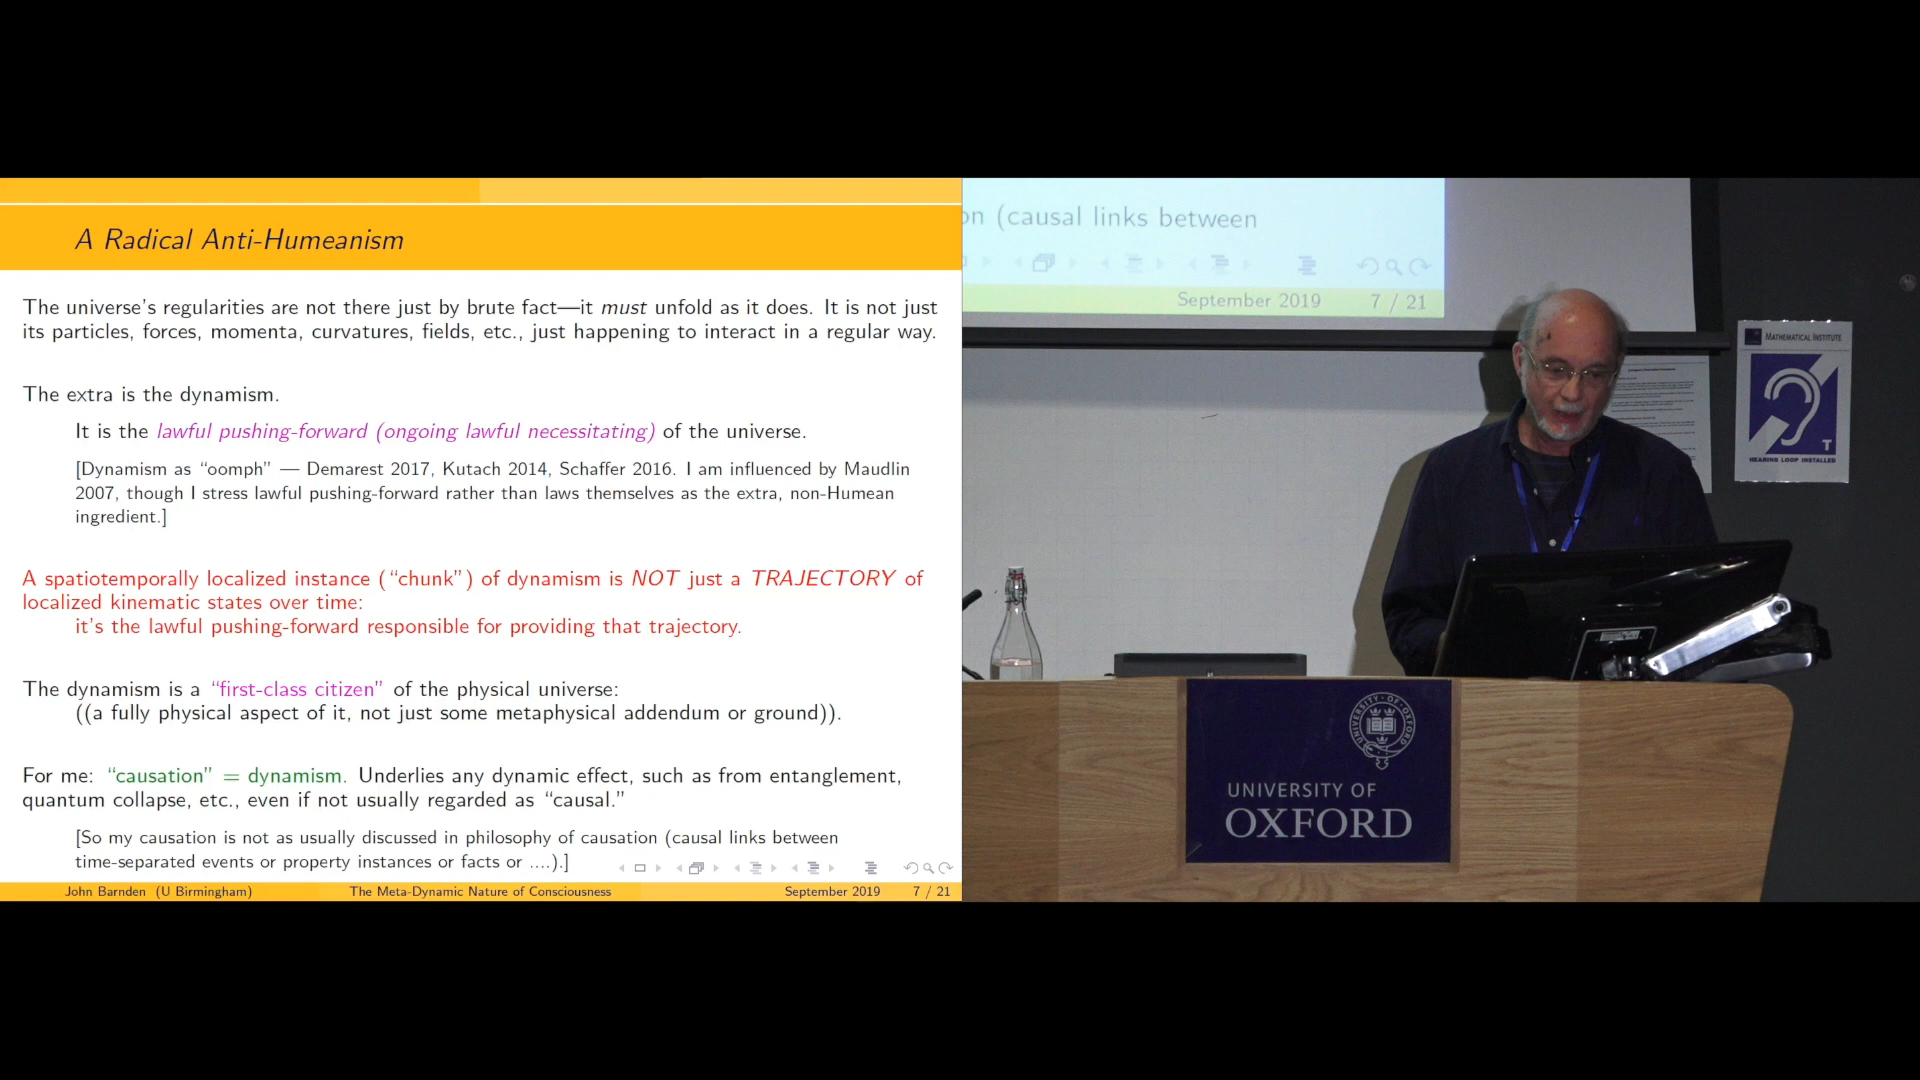 A Radical Anti-Humeanism
The universe's regularities are not there just by brute fact—it must unfold as it does. It is not just
its particles, forces, momenta, curvatures, fields, etc., just happening to interact in a regular way.
The extra is the dynamism.
It is the lawful pushing-forward (ongoing lawful necessitating) of the universe.
[Dynamism as “oomph” — Demarest 2017, Kutach 2014, Schaffer 2016. I am influenced by Maudlin
2007, though I stress lawful pushing-forward rather than laws themselves as the extra, non-Humean
ingredient.]
A spatiotemporally localized instance (“chunk”) of dynamism is NOT just a TRAJECTORY of
localized kinematic states over time:
it's the lawful pushing-forward responsible for providing that trajectory.
The dynamism is a “first-class citizen” of the physical universe:
((a fully physical aspect of it, not just some metaphysical addendum or ground)).
For me: “causation” = dynamism. Underlies any dynamic effect, such as from entanglement,
quantum collapse, etc., even if not usually regarded as “causal.”
[So my causation is not as usually discussed in philosophy of causation (causal links between
time-separated events or property instances or facts or ....).]
John Barnden (U Birmingham) The Meta-Dynamic Nature of Consciousness September 2019 7 / 21
on (causal links between
September 2019 7 / 21
MATHEMATICAL INSTITUTE
T
HEARING LOOP INSTALLED
UNIVERSITY OF OXFORD
UNIVERSITY OF
OXFORD